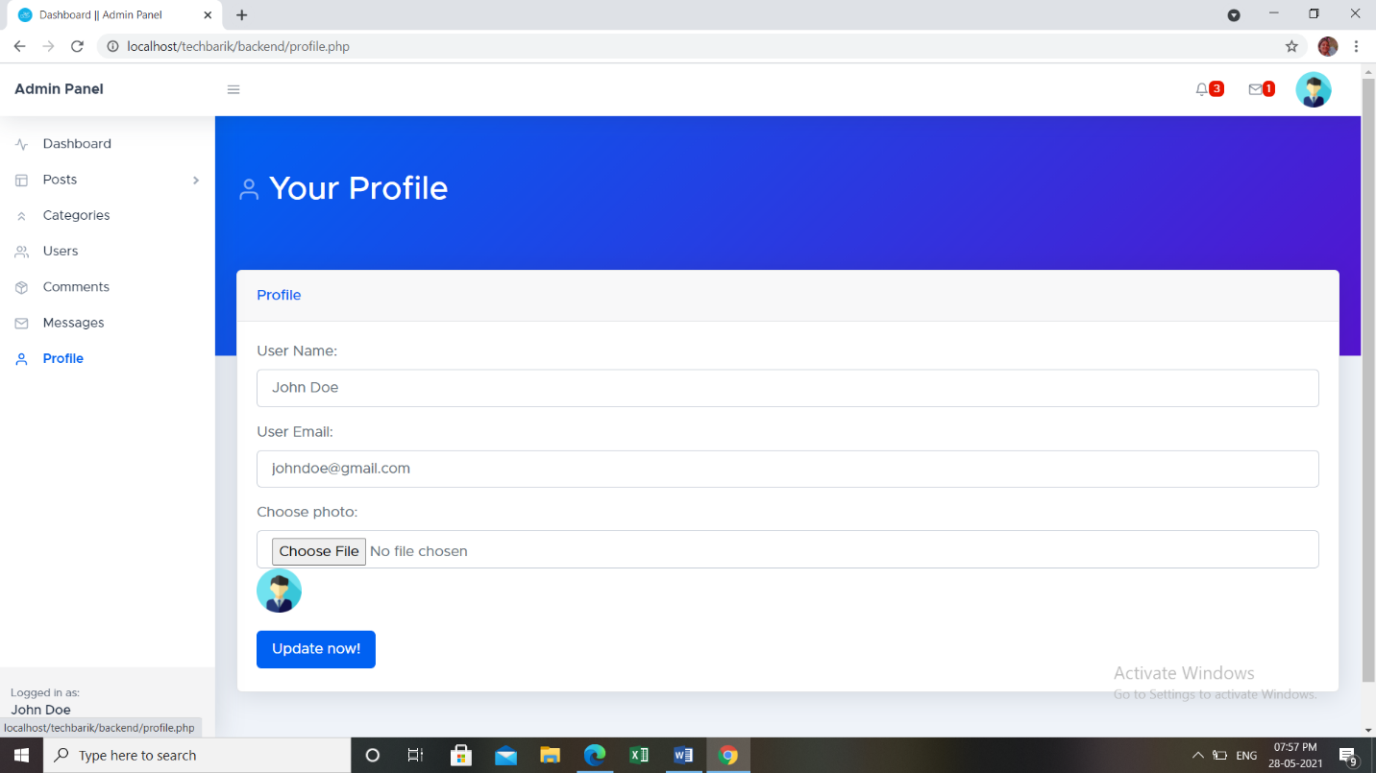 Dashboard || Admin Panel
localhost/techbarik/backend/profile.php
Admin Panel
3
1
Dashboard
Posts
Categories
Users
Comments
Messages
Profile
Your Profile
Profile
User Name:
John Doe
User Email:
johndoe@gmail.com
Choose photo:
Choose File No file chosen
Update now!
Activate Windows
Go to Settings to activate Windows.
Logged in as:
John Doe
localhost/techbarik/backend/profile.php
Type here to search
ENG
07:57 PM
28-05-2021
9